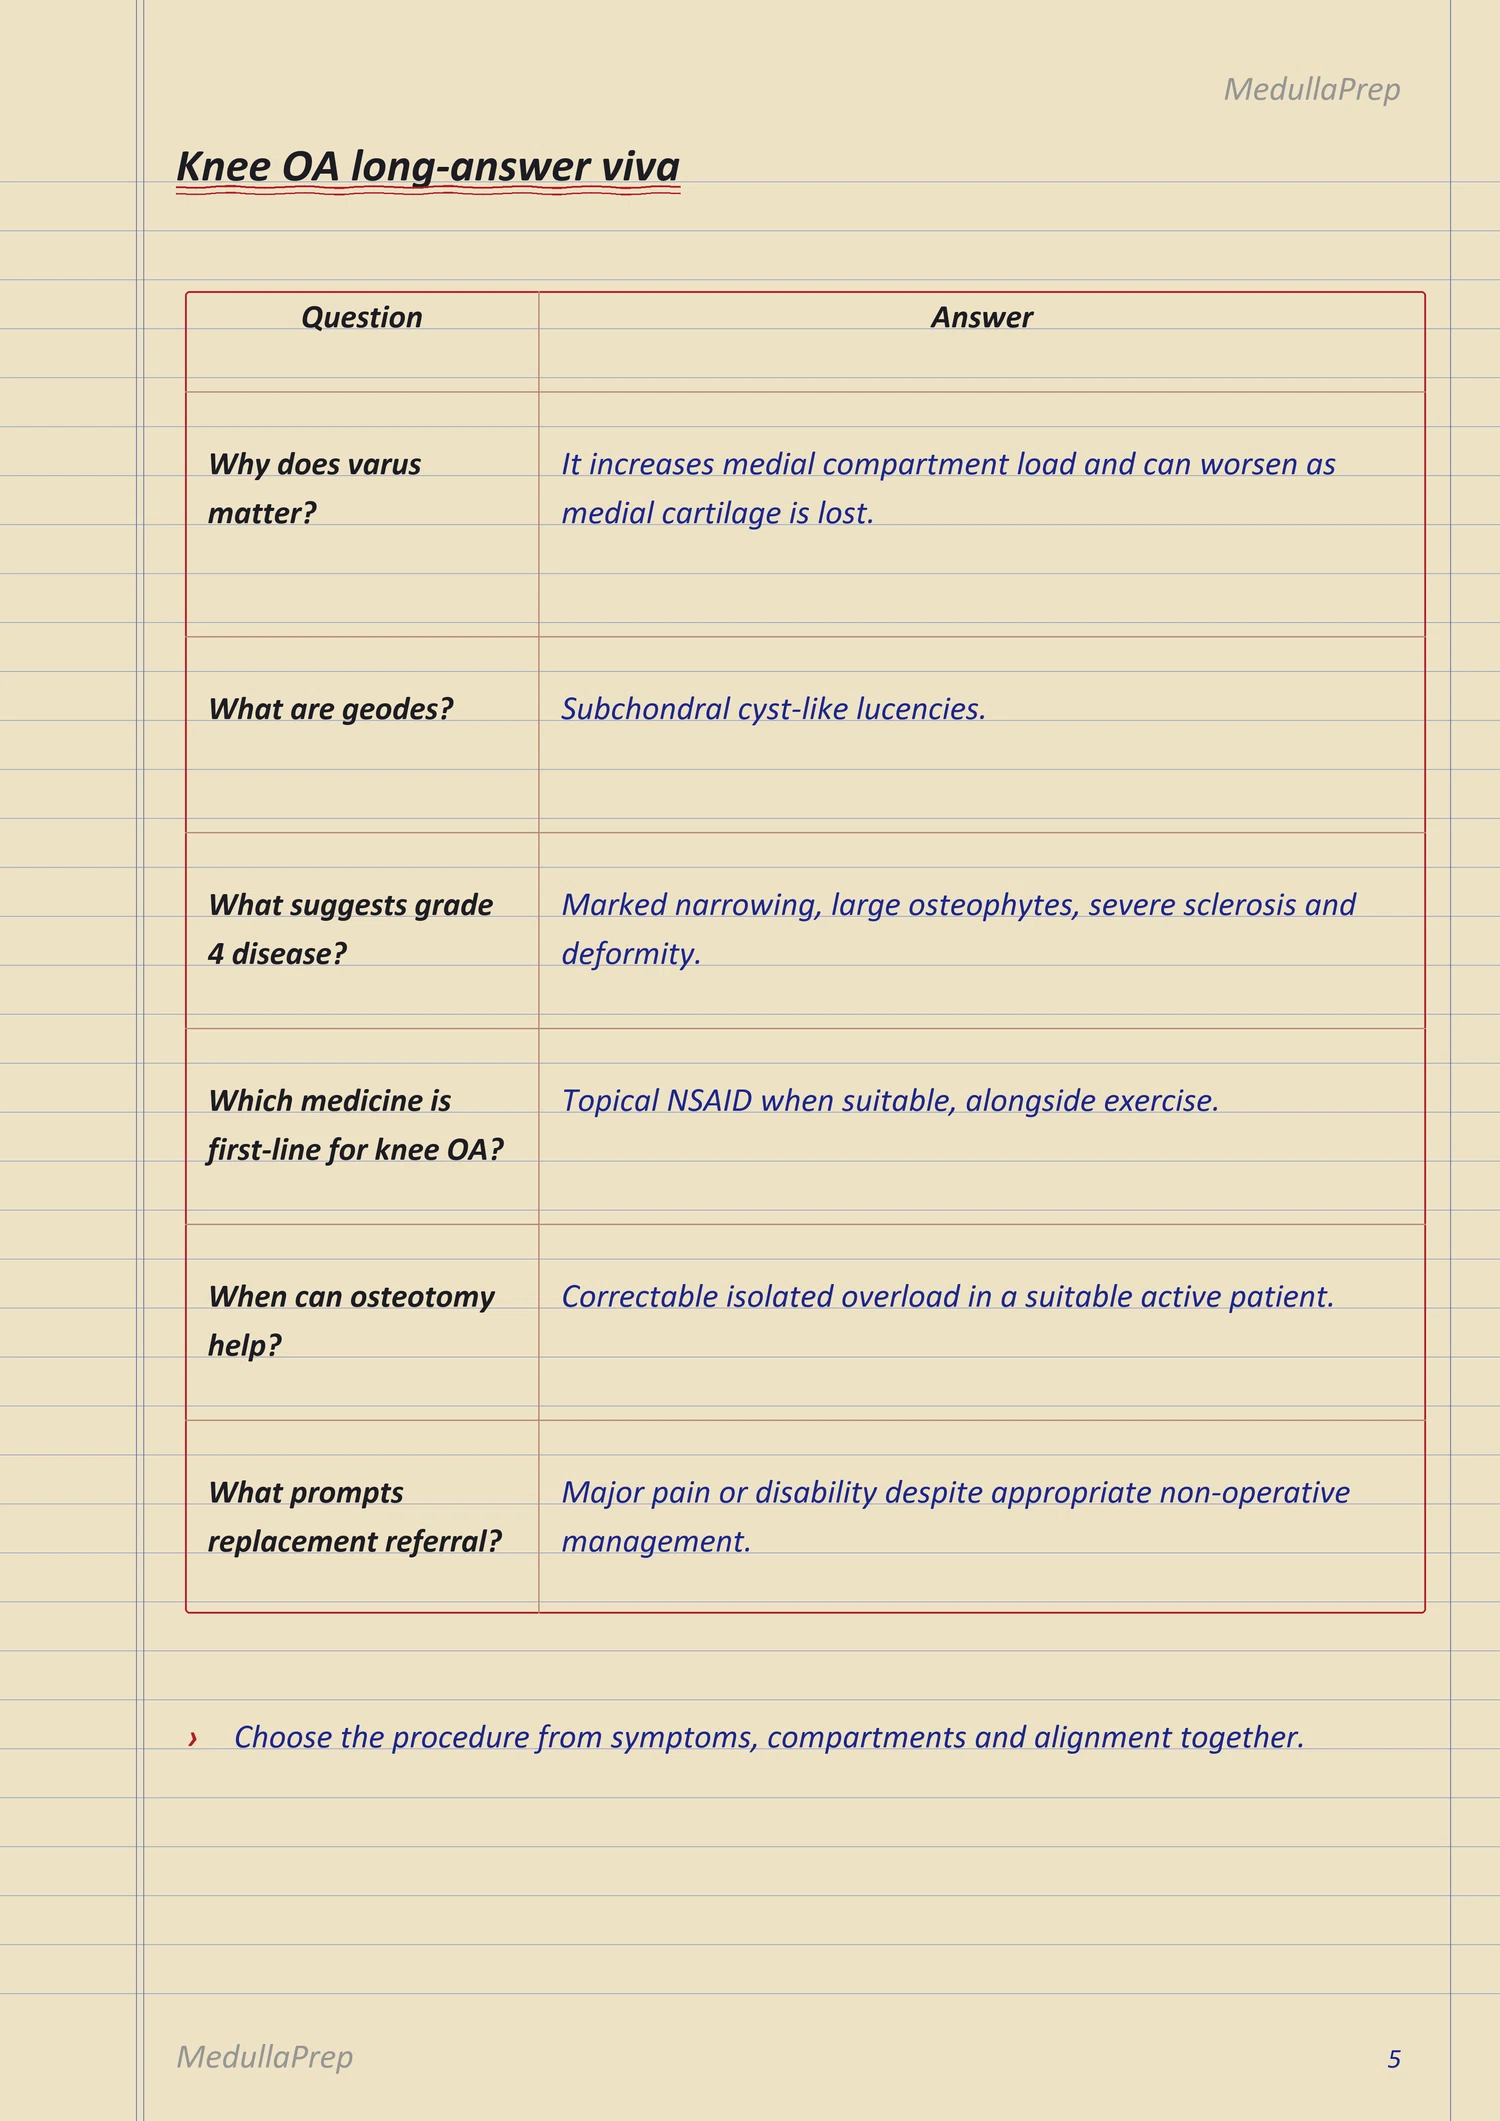 MedullaPrep
Knee OA long-answer viva
Question
Answer
Why does varus
matter?
It increases medial compartment load and can worsen as
medial cartilage is lost.
What are geodes?
Subchondral cyst-like lucencies.
What suggests grade
4 disease?
Marked narrowing, large osteophytes, severe sclerosis and
deformity.
Which medicine is
first-line for knee OA?
Topical NSAID when suitable, alongside exercise.
When can osteotomy
help?
Correctable isolated overload in a suitable active patient.
What prompts
replacement referral?
Major pain or disability despite appropriate non-operative
management.
› Choose the procedure from symptoms, compartments and alignment together.
MedullaPrep
5